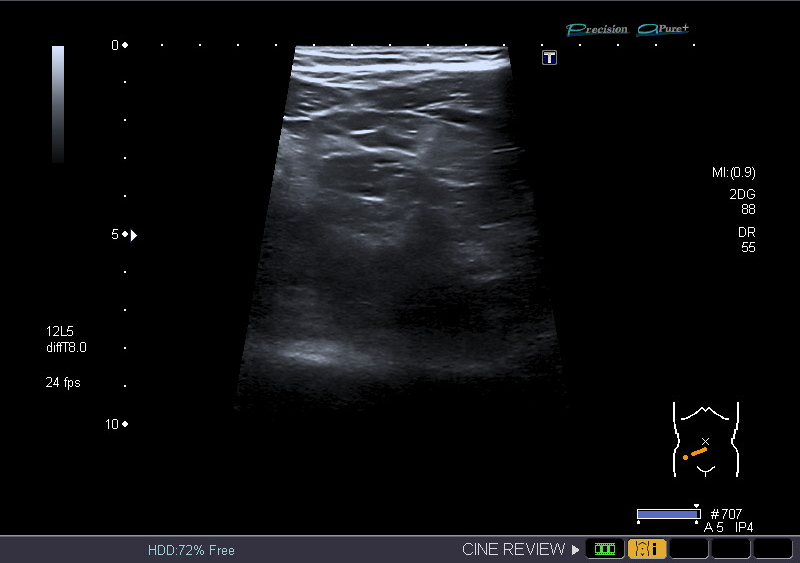 Precision APure+
0
T
MI:(0.9)
2DG
88
DR
55
5
12L5
diffT8.0
24 fps
10
#707
A 5 IP4
HDD:72% Free
CINE REVIEW
i